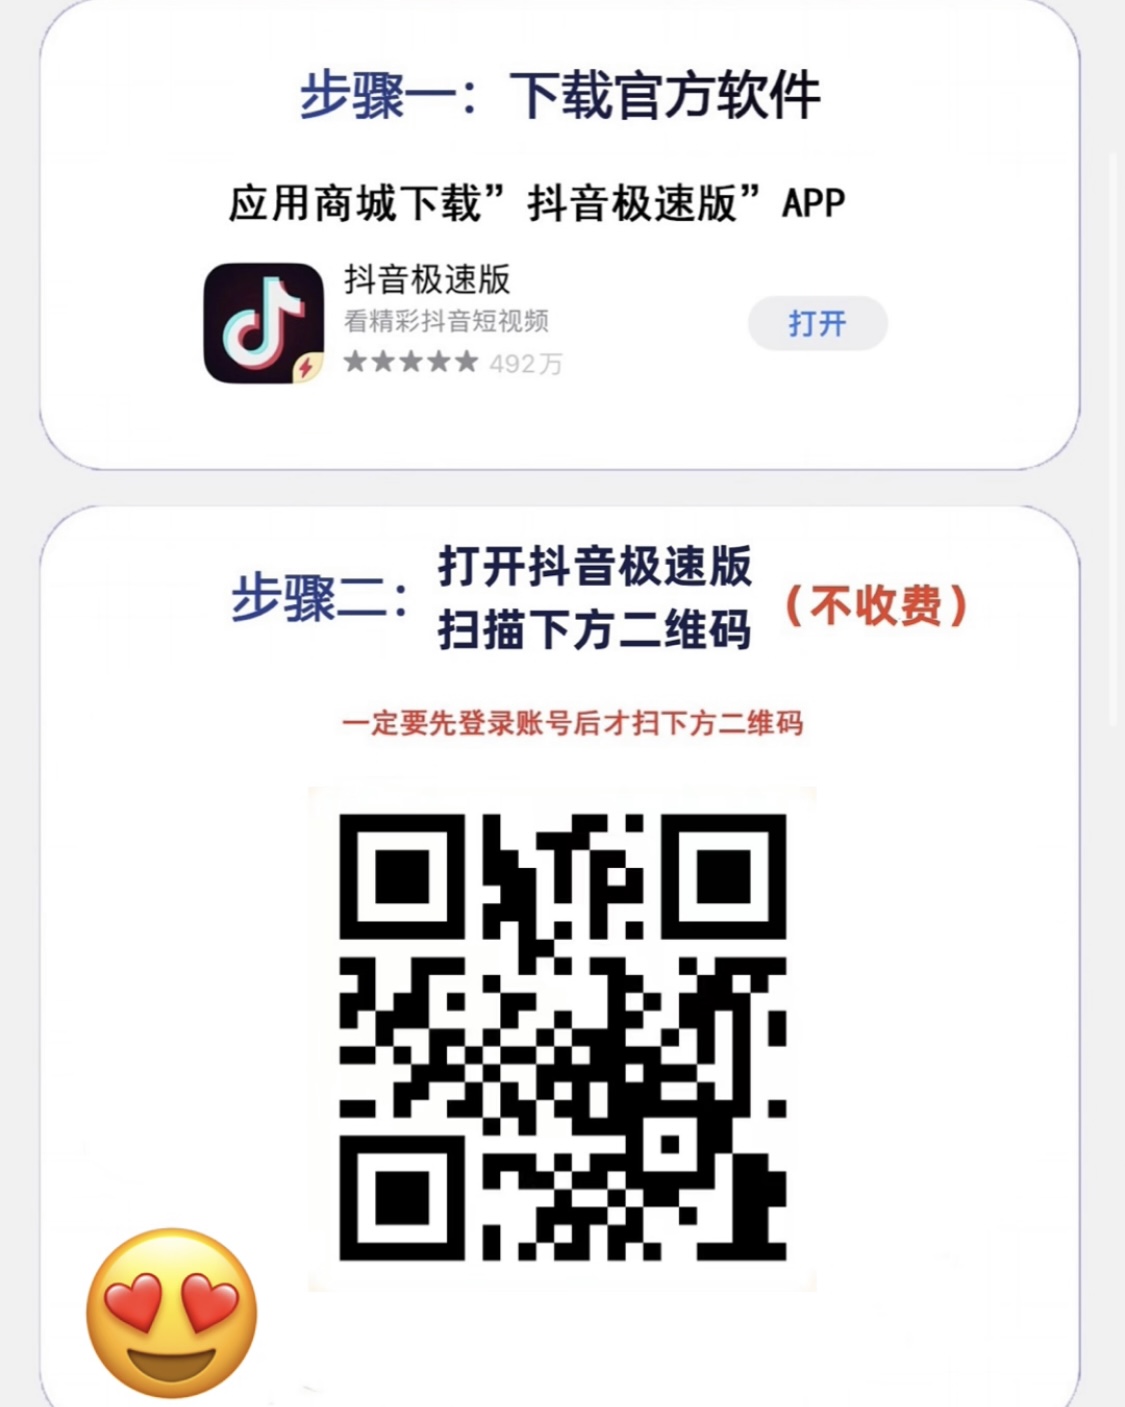 步骤一：下载官方软件
应用商城下载”抖音极速版”APP
抖音极速版
看精彩抖音短视频
492万
打开
步骤二：
打开抖音极速版
扫描下方二维码
（不收费）
一定要先登录账号后才扫下方二维码